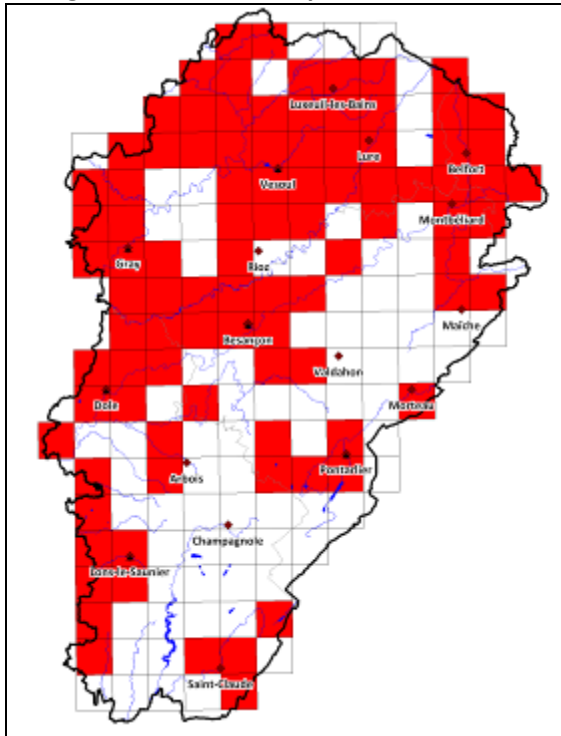 Luxeuil-les-Bains
Lure
Belfort
Vesoul
Montbéliard
Gray
Rioz
Maîche
Besançon
Valdahon
Dole
Morteau
Pontarlier
Arbois
Champagnole
Lons-le-Saunier
Saint-Claude